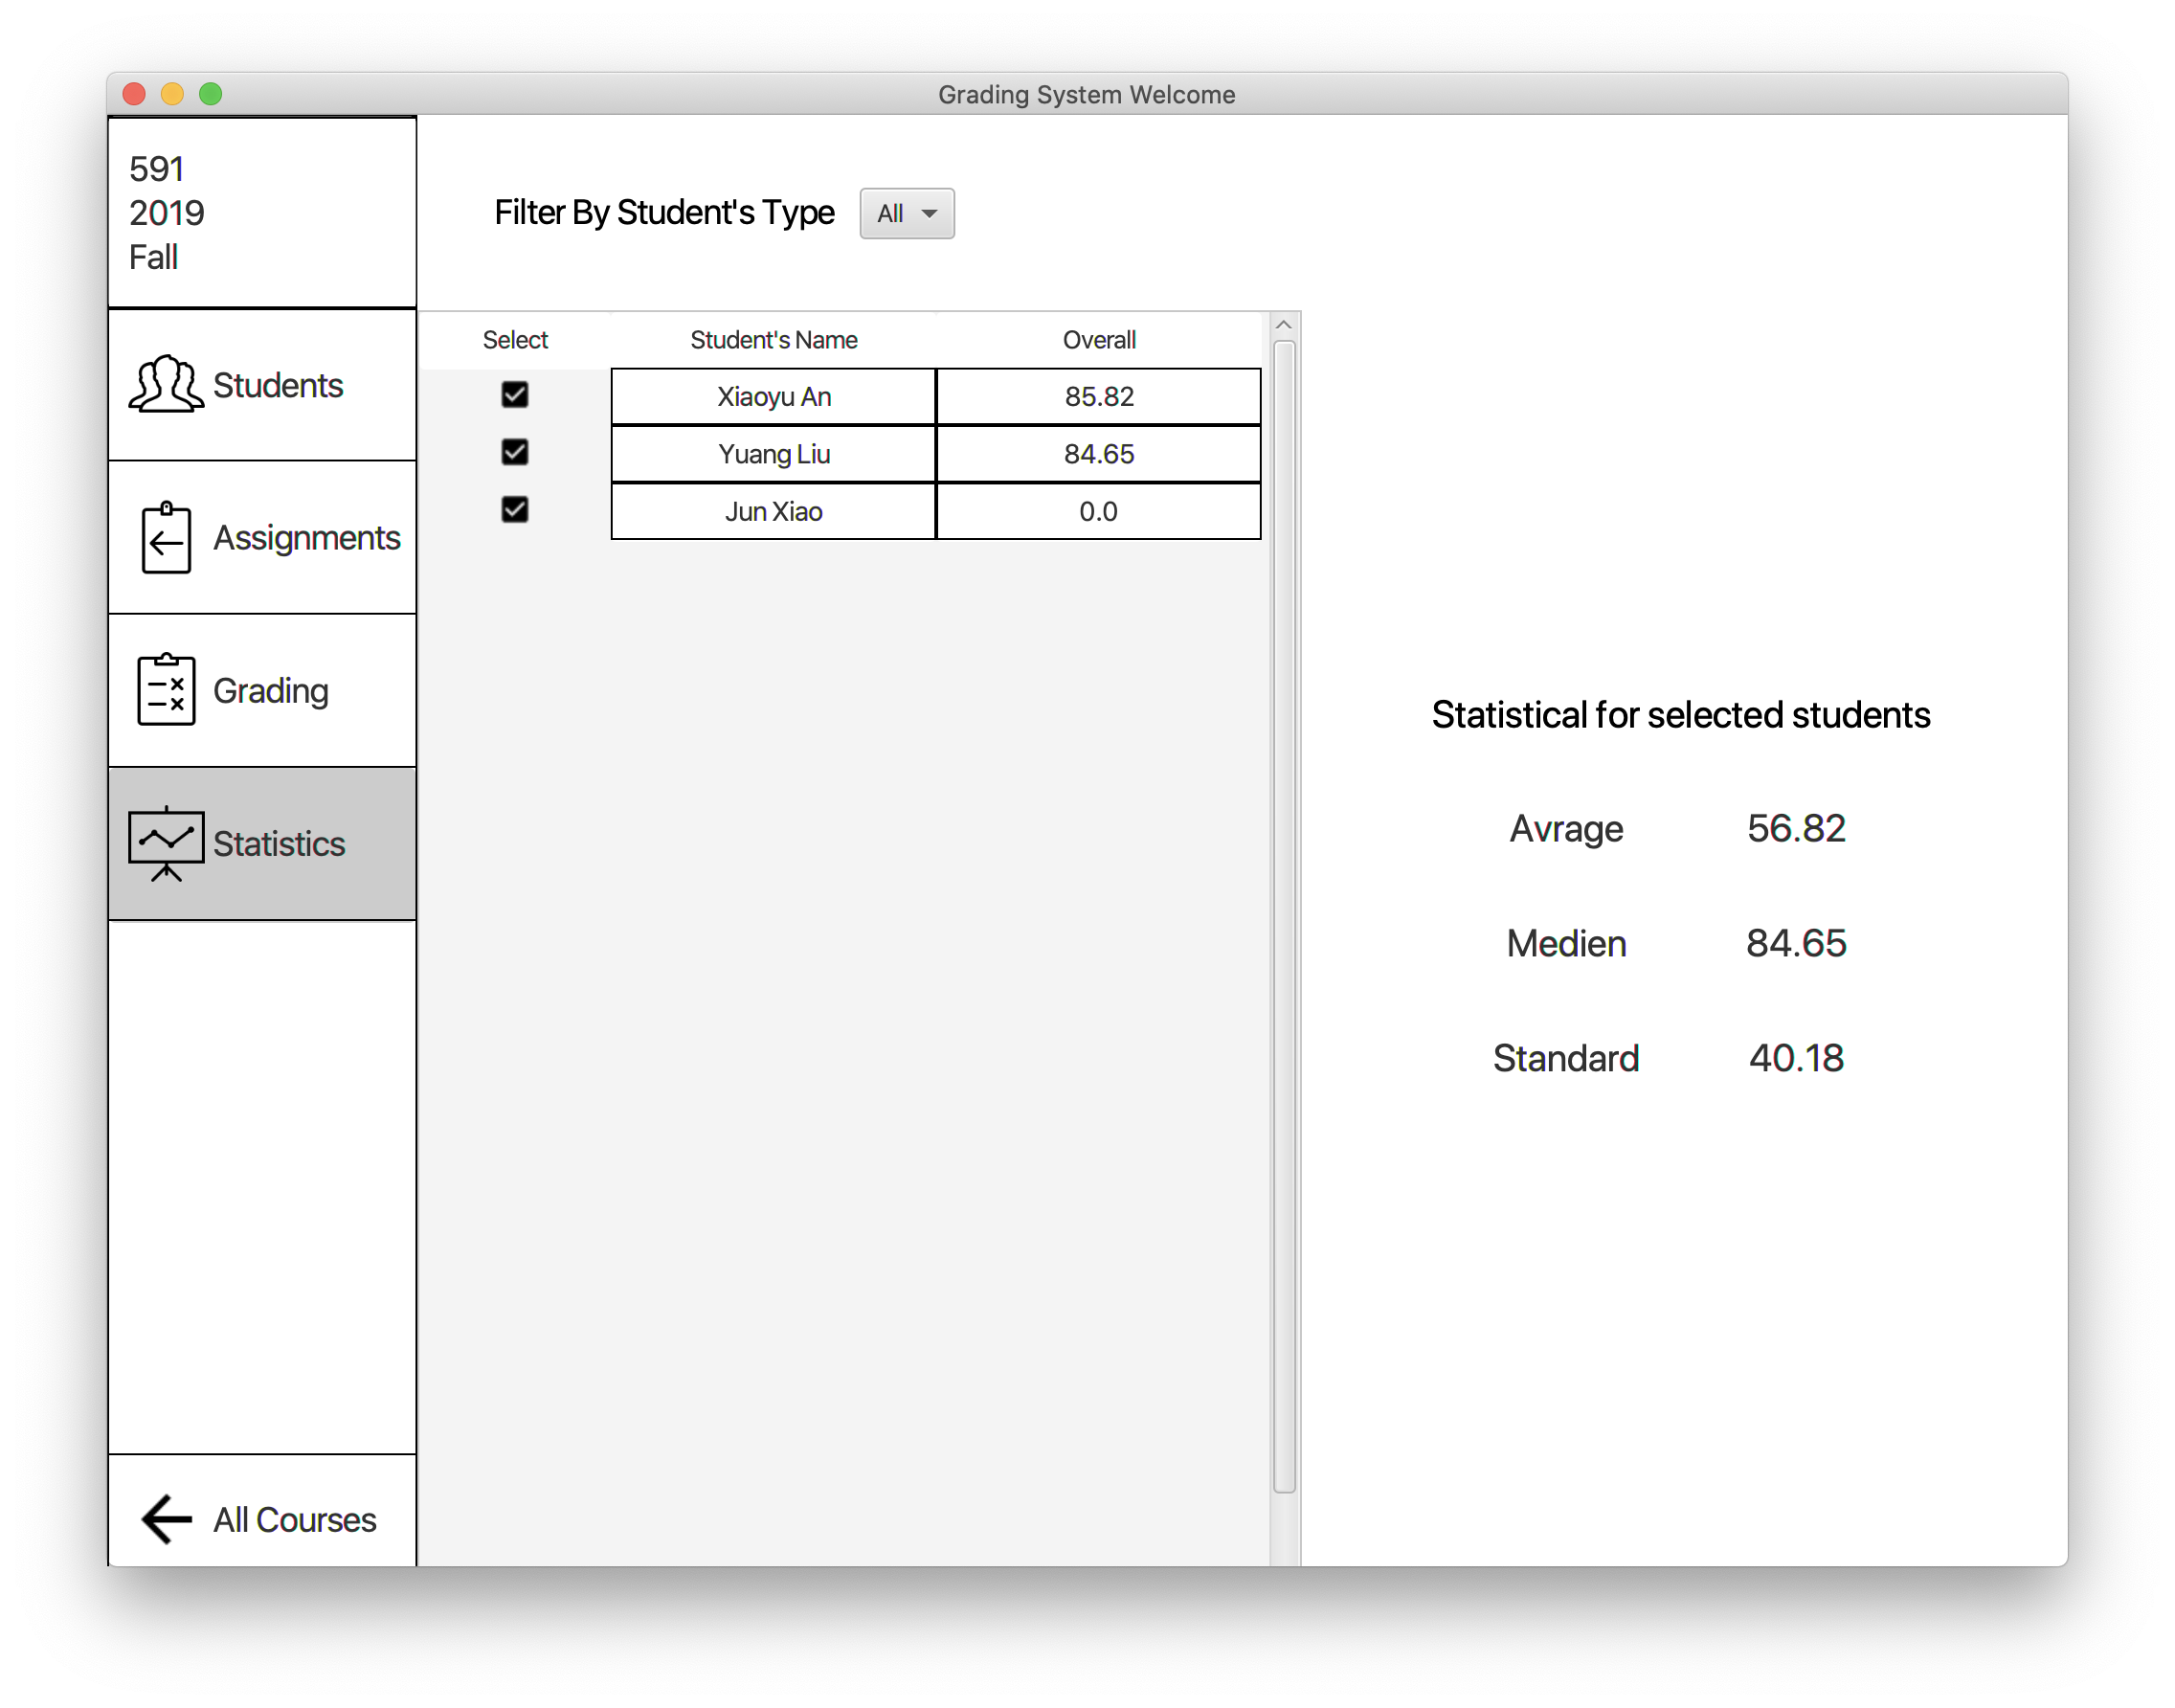 Grading System Welcome
591
2019
Fall
Students
Assignments
Grading
Statistics
All Courses
Filter By Student's Type All
Select Student's Name Overall
Xiaoyu An 85.82
Yuang Liu 84.65
Jun Xiao 0.0
Statistical for selected students
Avrage 56.82
Medien 84.65
Standard 40.18